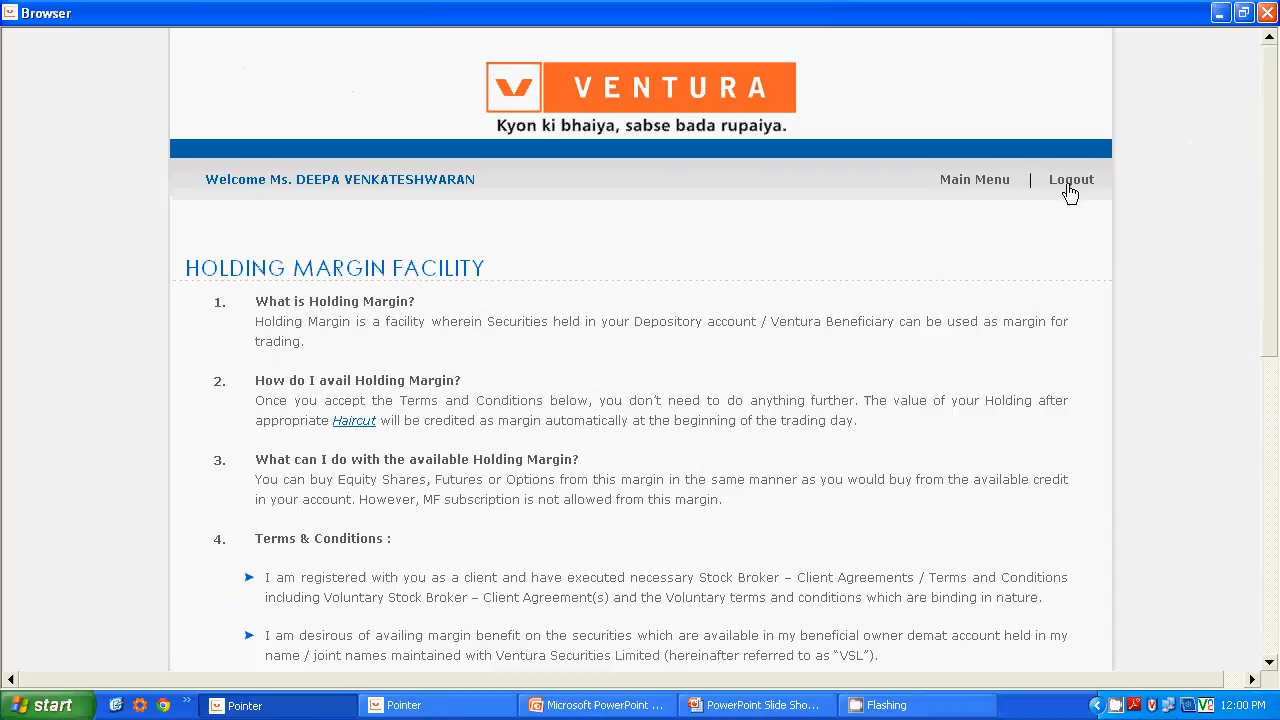 Browser
VENTURA
Kyon ki bhaiya, sabse bada rupaiya.
Welcome Ms. DEEPA VENKATESHWARAN
Main Menu | Logout
HOLDING MARGIN FACILITY
1. What is Holding Margin?
Holding Margin is a facility wherein Securities held in your Depository account / Ventura Beneficiary can be used as margin for
trading.
2. How do I avail Holding Margin?
Once you accept the Terms and Conditions below, you don't need to do anything further. The value of your Holding after
appropriate Haircut will be credited as margin automatically at the beginning of the trading day.
3. What can I do with the available Holding Margin?
You can buy Equity Shares, Futures or Options from this margin in the same manner as you would buy from the available credit
in your account. However, MF subscription is not allowed from this margin.
4. Terms & Conditions :
➤ I am registered with you as a client and have executed necessary Stock Broker – Client Agreements / Terms and Conditions
including Voluntary Stock Broker – Client Agreement(s) and the Voluntary terms and conditions which are binding in nature.
➤ I am desirous of availing margin benefit on the securities which are available in my beneficial owner demat account held in my
name / joint names maintained with Ventura Securities Limited (hereinafter referred to as “VSL”).
start
Pointer
Pointer
Microsoft PowerPoint ...
PowerPoint Slide Sho...
Flashing
12:00 PM